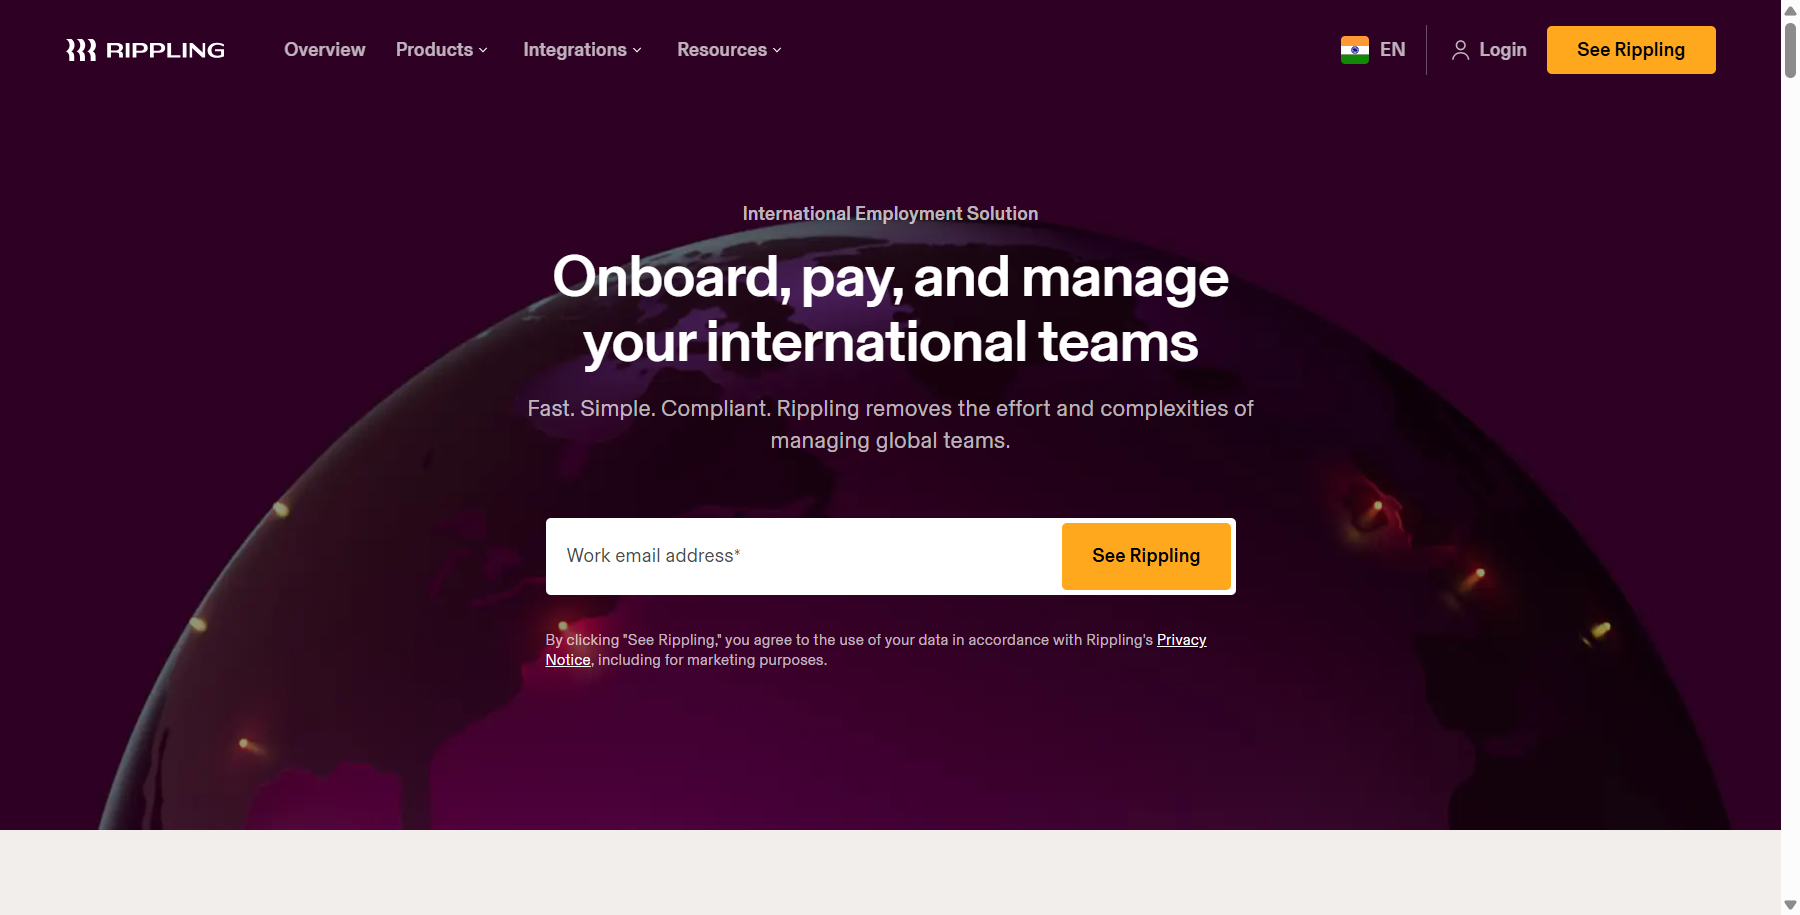 RIPPLING
Overview
Products
Integrations
Resources
EN
Login
See Rippling
International Employment Solution
Onboard, pay, and manage
your international teams
Fast. Simple. Compliant. Rippling removes the effort and complexities of
managing global teams.
Work email address*
See Rippling
By clicking "See Rippling," you agree to the use of your data in accordance with Rippling's Privacy
Notice, including for marketing purposes.